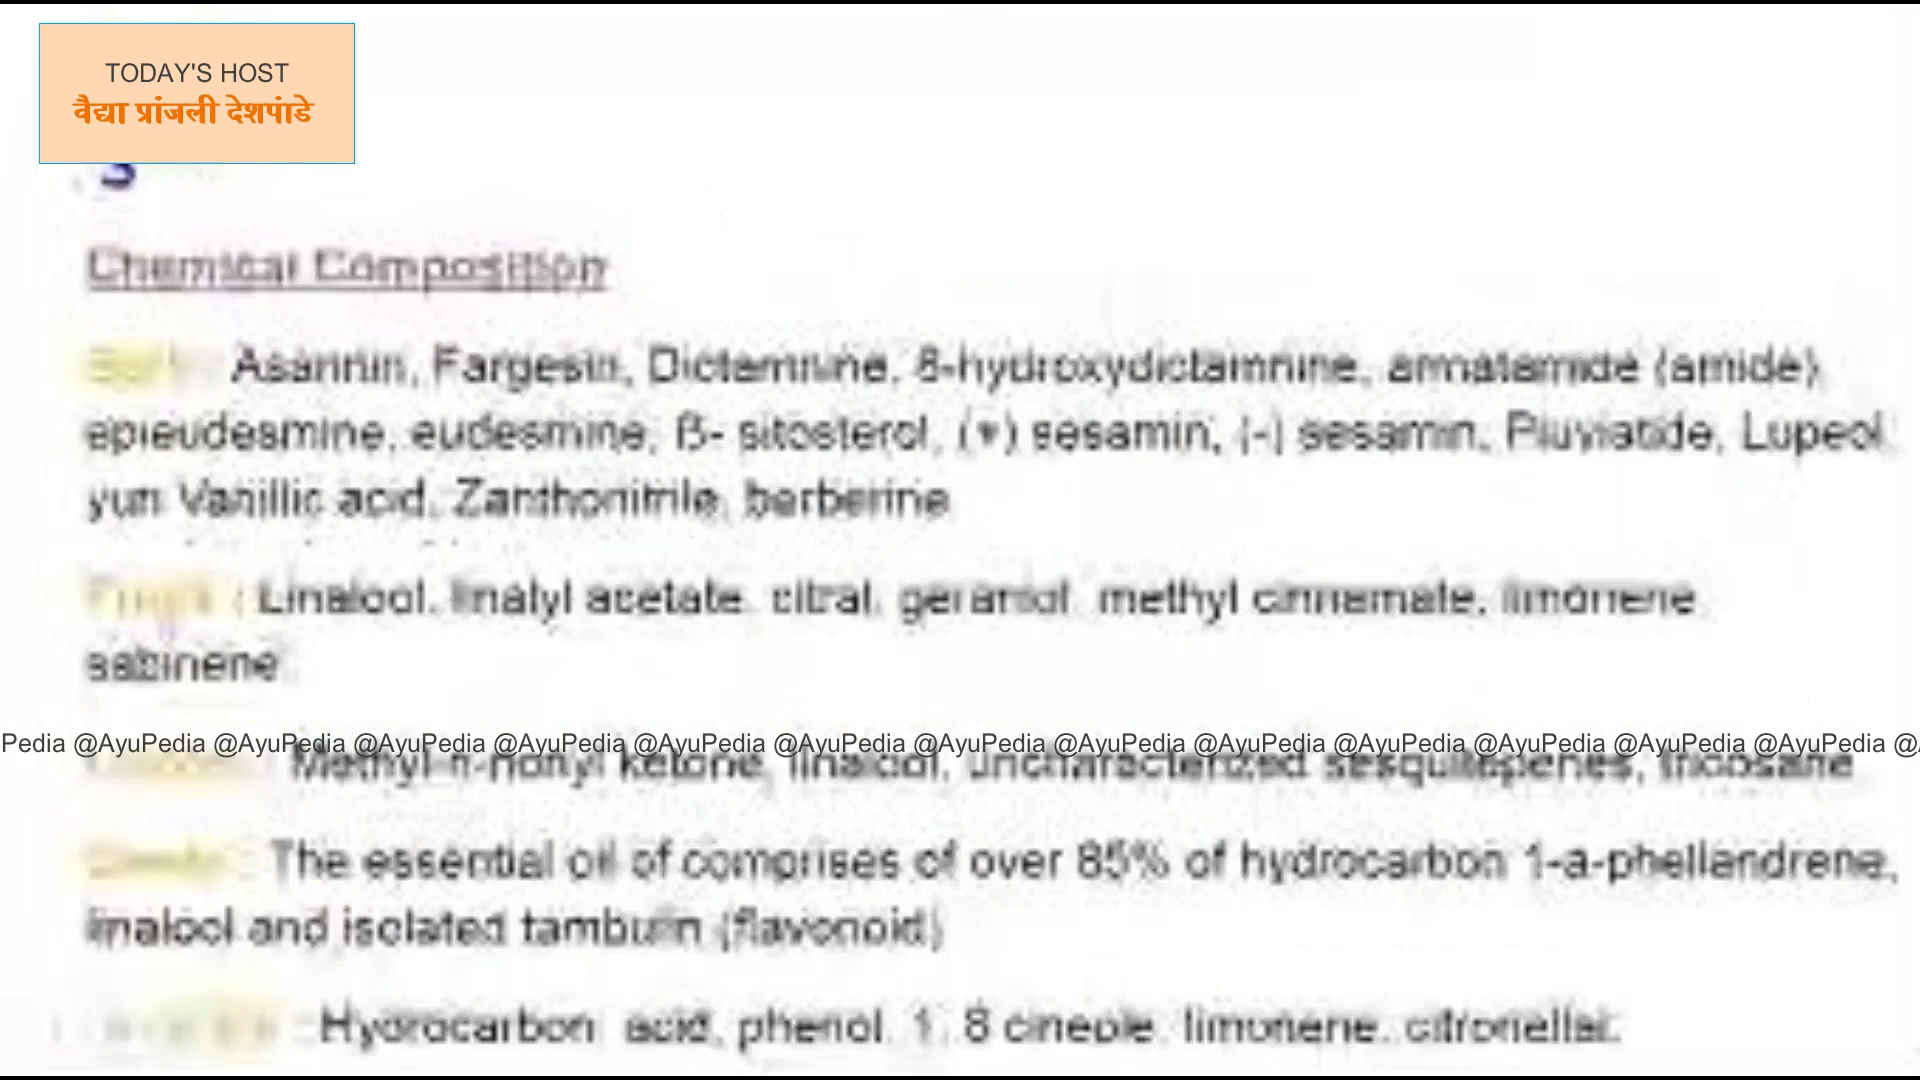 TODAY'S HOST
वैद्या प्रांजली देशपांडे
Chemical Composition
Asarinin, Fargesin, Dictamnine, 8-hydroxydictamnine, armatamide (amide)
epieudesmine, eudesmine, ß- sitosterol, (+) sesamin, (-) sesamin, Pluviatide, Lupeol,
Vanillic acid, Zanthonitrile, berberine
: Linalool, linalyl acetate, citral, geraniol, methyl cinnamate, limonene
sabinene
Pedia @AyuPedia @AyuPedia @AyuPedia @AyuPedia @AyuPedia @AyuPedia @AyuPedia @AyuPedia @AyuPedia @AyuPedia @AyuPedia @AyuPedia @AyuPedia @
Methyl-n-nonyl ketone, linalool, uncharacterized tricosane
The essential oil of comprises of over 85% of hydrocarbon 1-a-phellandrene,
linalool and isolated tambulin (flavonoid)
Hydrocarbon acid, phenol, 1, 8 cineole, limonene, citronellal.